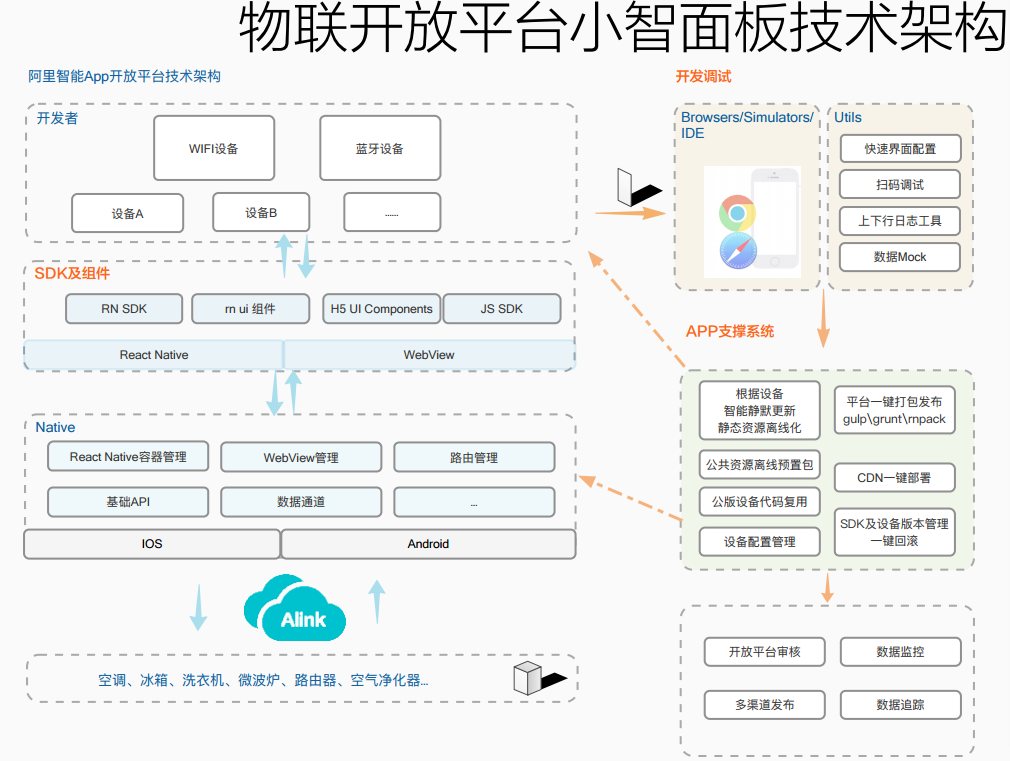 物联开放平台小智面板技术架构
阿里智能App开放平台技术架构
开发者
WIFI设备
蓝牙设备
设备A
设备B
......
SDK及组件
RN SDK
rn ui 组件
H5 UI Components
JS SDK
React Native
WebView
Native
React Native容器管理
WebView管理
路由管理
基础API
数据通道
...
IOS
Android
Alink
空调、冰箱、洗衣机、微波炉、路由器、空气净化器...
开发调试
Browsers/Simulators/
IDE
Utils
快速界面配置
扫码调试
上下行日志工具
数据Mock
APP支撑系统
根据设备
智能静默更新
静态资源离线化
公共资源离线预置包
公版设备代码复用
设备配置管理
平台一键打包发布
gulp\grunt\rnpack
CDN一键部署
SDK及设备版本管理
一键回滚
开放平台审核
数据监控
多渠道发布
数据追踪